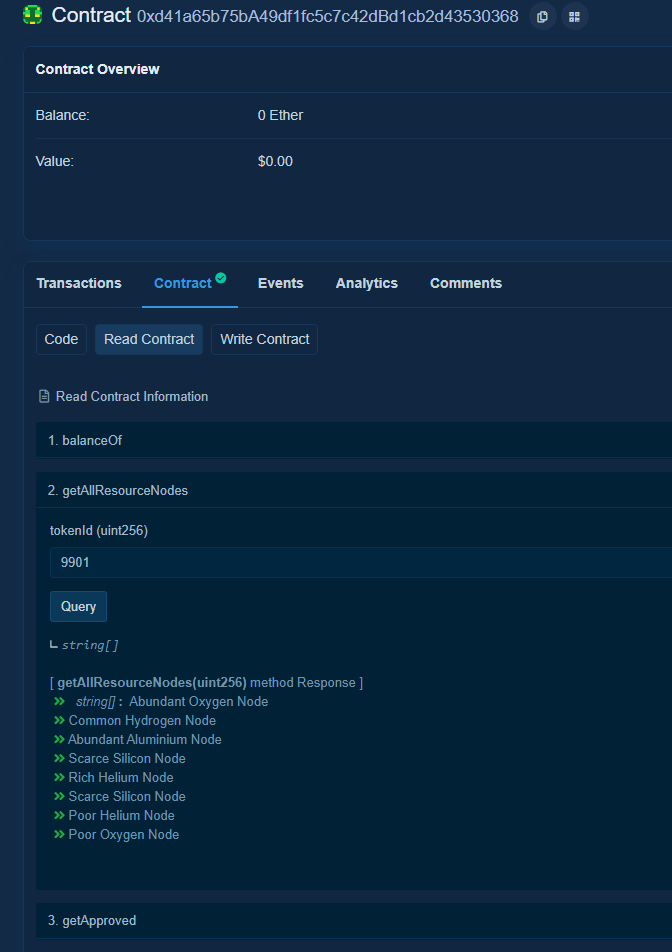 Contract 0xd41a65b75bA49df1fc5c7c42dBd1cb2d43530368
Contract Overview
Balance: 0 Ether
Value: $0.00
Transactions Contract Events Analytics Comments
Code Read Contract Write Contract
Read Contract Information
1. balanceOf
2. getAllResourceNodes
tokenId (uint256)
9901
Query
string[]
[ getAllResourceNodes(uint256) method Response ]
string[] : Abundant Oxygen Node
Common Hydrogen Node
Abundant Aluminium Node
Scarce Silicon Node
Rich Helium Node
Scarce Silicon Node
Poor Helium Node
Poor Oxygen Node
3. getApproved